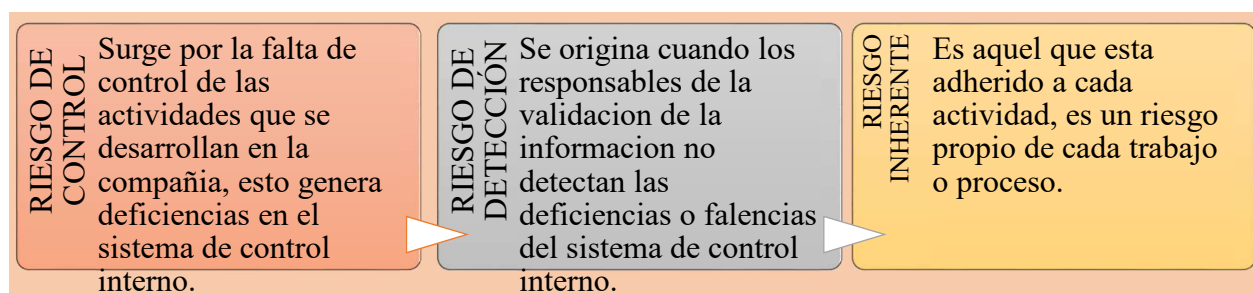 RIESGO DE
CONTROL
Surge por la falta de
control de las
actividades que se
desarrollan en la
compañia, esto genera
deficiencias en el
sistema de control
interno.
RIESGO DE
DETECCIÓN
Se origina cuando los
responsables de la
validacion de la
informacion no
detectan las
deficiencias o falencias
del sistema de control
interno.
RIESGO
INHERENTE
Es aquel que esta
adherido a cada
actividad, es un riesgo
propio de cada trabajo
o proceso.